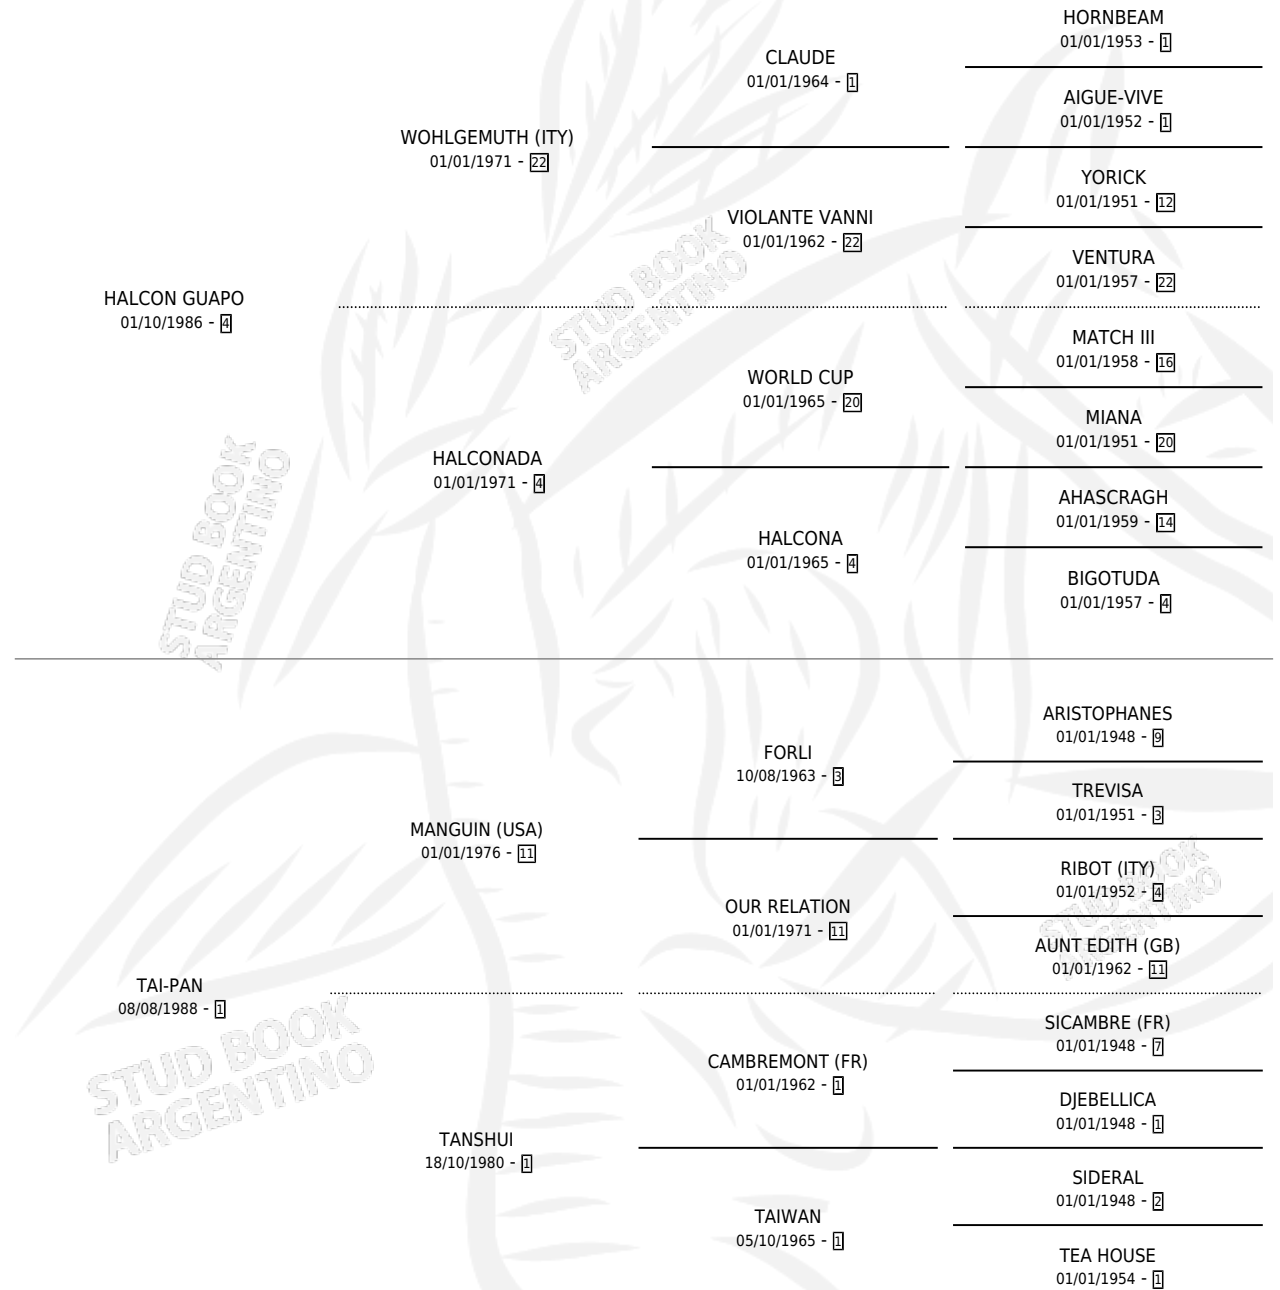 HORNBEAM
01/01/1953 - 1
CLAUDE
01/01/1964 - 1
AIGUE-VIVE
01/01/1952 - 1
WOHLGEMUTH (ITY)
01/01/1971 - 22
YORICK
01/01/1951 - 12
VIOLANTE VANNI
01/01/1962 - 22
VENTURA
01/01/1957 - 22
HALCON GUAPO
01/10/1986 - 4
MATCH III
01/01/1958 - 16
WORLD CUP
01/01/1965 - 20
MIANA
01/01/1951 - 20
HALCONADA
01/01/1971 - 4
AHASCRAGH
01/01/1959 - 14
HALCONA
01/01/1965 - 4
BIGOTUDA
01/01/1957 - 4
STUD BOOK
ARGENTINO
STUD BOOK
ARGENTINO
ARISTOPHANES
01/01/1948 - 9
FORLI
10/08/1963 - 3
TREVISA
01/01/1951 - 3
MANGUIN (USA)
01/01/1976 - 11
RIBOT (ITY)
01/01/1952 - 4
OUR RELATION
01/01/1971 - 11
AUNT EDITH (GB)
01/01/1962 - 11
TAI-PAN
08/08/1988 - 1
SICAMBRE (FR)
01/01/1948 - 7
CAMBREMONT (FR)
01/01/1962 - 1
DJEBELLICA
01/01/1948 - 1
TANSHUI
18/10/1980 - 1
SIDERAL
01/01/1948 - 2
TAIWAN
05/10/1965 - 1
TEA HOUSE
01/01/1954 - 1
STUD BOOK
ARGENTINO
STUD BOOK
ARGENTINO